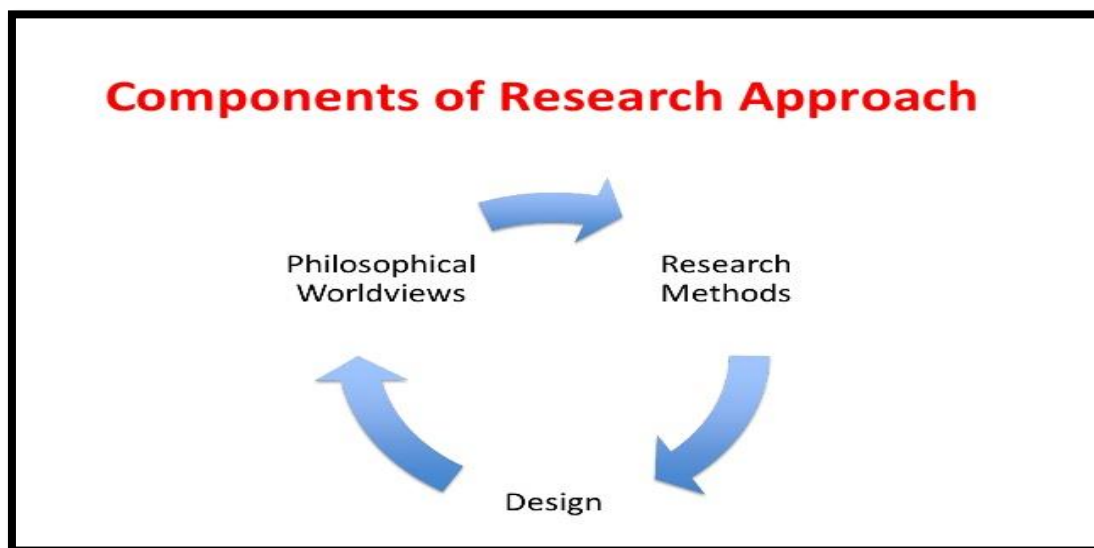 Components of Research Approach
Philosophical
Worldviews
Research
Methods
Design